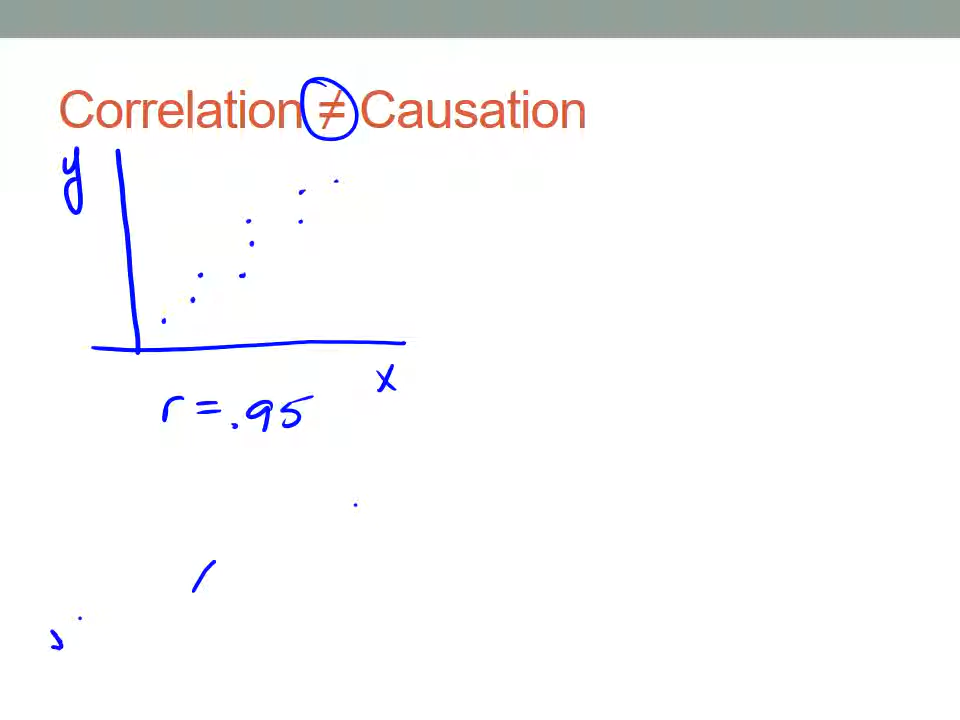 Correlation ≠ Causation
y
x
r = .95